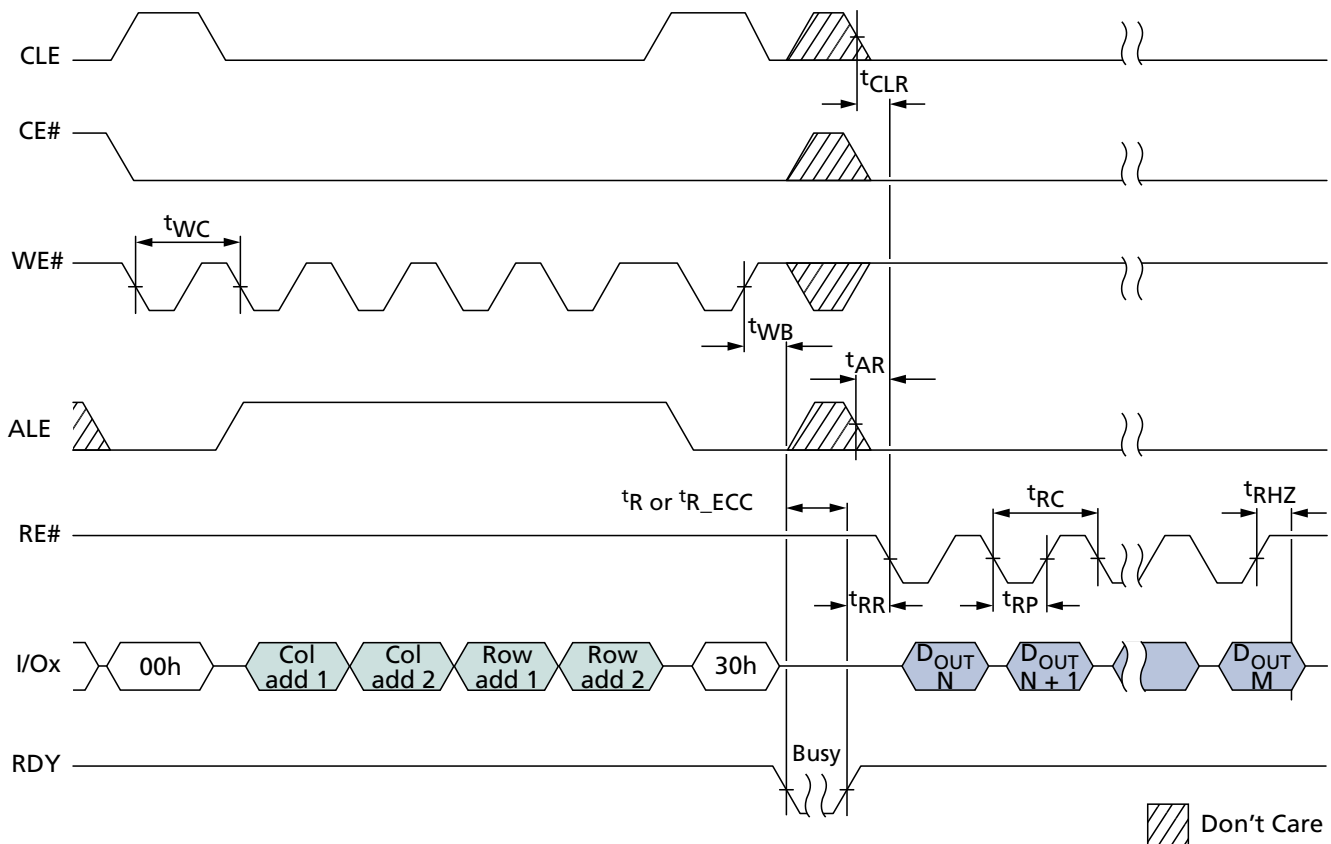 CLE
tCLR
CE#
tWC
WE#
tWB
tAR
ALE
tR or tR_ECC
tRC
tRHZ
RE#
tRR
tRP
I/Ox
00h
Col
add 1
Col
add 2
Row
add 1
Row
add 2
30h
DOUT
N
DOUT
N + 1
DOUT
M
RDY
Busy
Don't Care